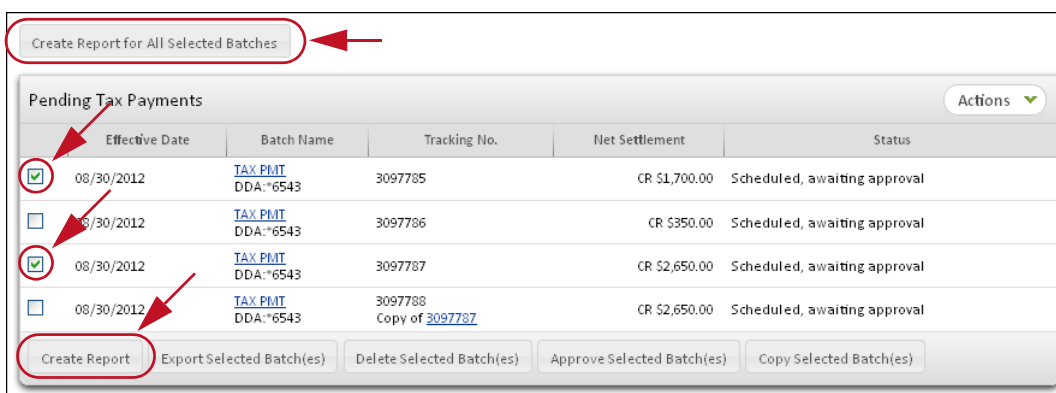 Create Report for All Selected Batches
Pending Tax Payments
Actions
Effective Date Batch Name Tracking No. Net Settlement Status
08/30/2012 TAX PMT DDA:*6543 3097785 CR $1,700.00 Scheduled, awaiting approval
08/30/2012 TAX PMT DDA:*6543 3097786 CR $350.00 Scheduled, awaiting approval
08/30/2012 TAX PMT DDA:*6543 3097787 CR $2,650.00 Scheduled, awaiting approval
08/30/2012 TAX PMT DDA:*6543 3097788 Copy of 3097787 CR $2,650.00 Scheduled, awaiting approval
Create Report Export Selected Batch(es) Delete Selected Batch(es) Approve Selected Batch(es) Copy Selected Batch(es)